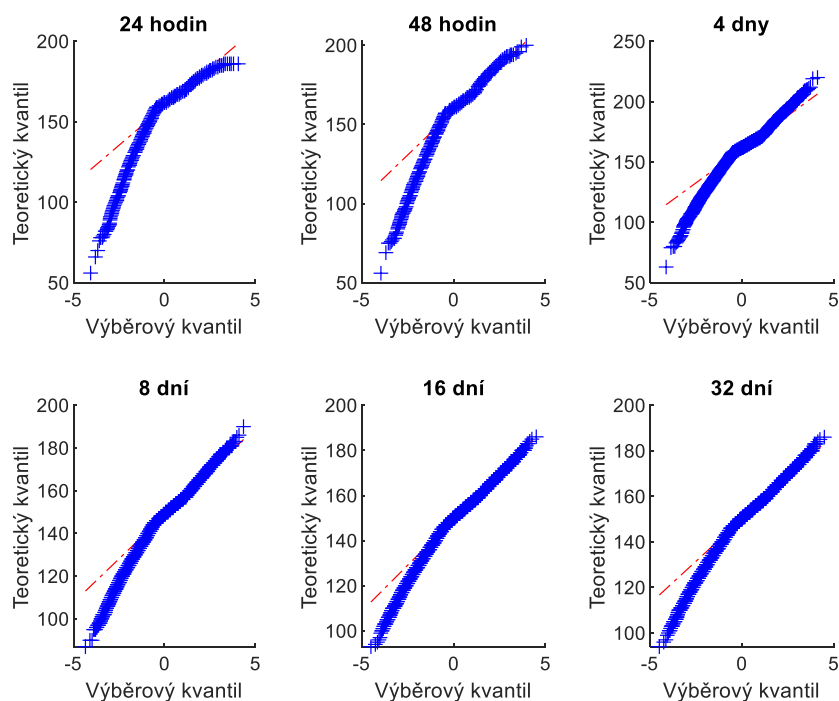 24 hodin
200
150
100
50
Teoretický kvantil
-5
0
5
Výběrový kvantil
48 hodin
200
150
100
50
Teoretický kvantil
-5
0
5
Výběrový kvantil
4 dny
250
200
150
100
50
Teoretický kvantil
-5
0
5
Výběrový kvantil
8 dní
200
180
160
140
120
100
Teoretický kvantil
-5
0
5
Výběrový kvantil
16 dní
200
180
160
140
120
100
Teoretický kvantil
-5
0
5
Výběrový kvantil
32 dní
200
180
160
140
120
100
Teoretický kvantil
-5
0
5
Výběrový kvantil